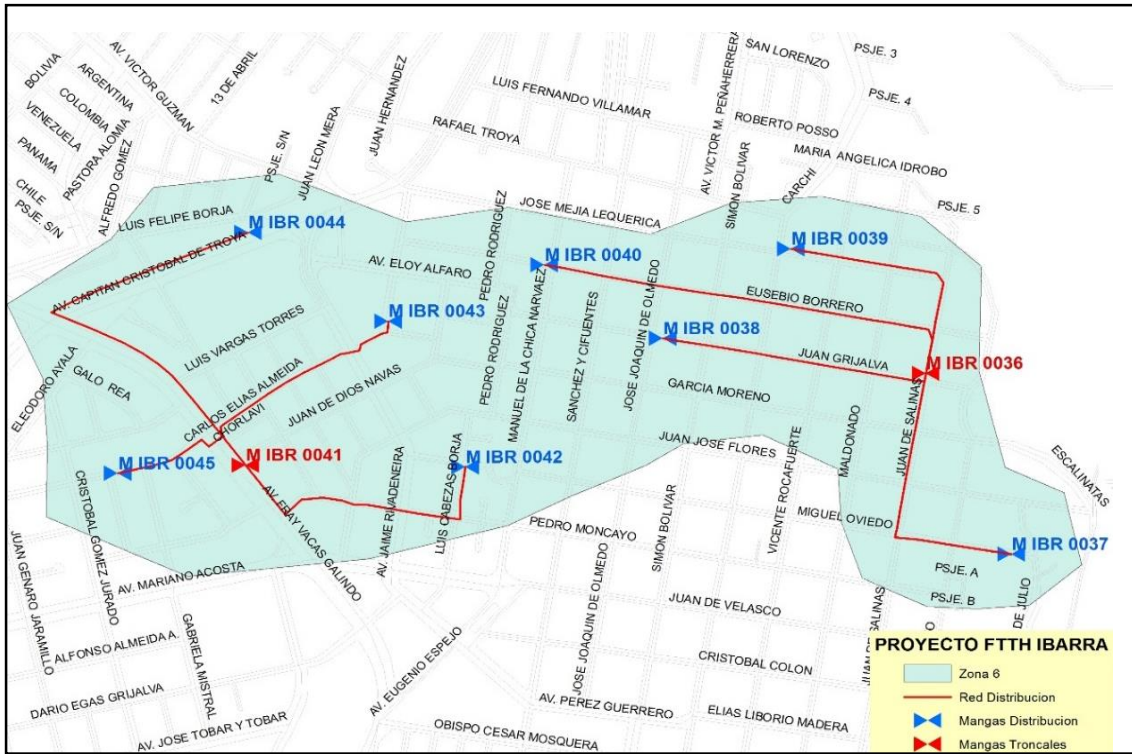 SAN LORENZO
PSJE. 3
BOLIVIA
AV. VICTOR GUZMAN
13 DE ABRIL
ARGENTINA
COLOMBIA
VENEZUELA
PASTORA ALOMIA
PANAMA
ALFREDO GOMEZ
CHILE
PSJE. S/N
PSJE. S/N
JUAN LEON MERA
JUAN HERNANDEZ
LUIS FERNANDO VILLAMAR
RAFAEL TROYA
AV. VICTOR M. PEÑAHERRERA
PSJE. 4
ROBERTO POSSO
MARIA ANGELICA IDROBO
SIMON BOLIVAR
CARCHI
PSJE. 5
LUIS FELIPE BORJA
M IBR 0044
JOSE MEJIA LEQUERICA
PEDRO RODRIGUEZ
M IBR 0039
AV. CAPITAN CRISTOBAL DE TROYA
AV. ELOY ALFARO
M IBR 0040
EUSEBIO BORRERO
M IBR 0043
LUIS VARGAS TORRES
PEDRO RODRIGUEZ
MANUEL DE LA CHICA NARVAEZ
SANCHEZ Y CIFUENTES
JOSE JOAQUIN DE OLMEDO
M IBR 0038
JUAN GRIJALVA
M IBR 0036
ELEODORO AYALA
GALO REA
CARLOS ELIAS ALMEIDA
CHORLAVI
JUAN DE DIOS NAVAS
GARCIA MORENO
JUAN DE SALINAS
MALDONADO
JUAN JOSE FLORES
M IBR 0045
M IBR 0041
M IBR 0042
LUIS CABEZAS BORJA
AV. JAIME RIVADENEIRA
AV. FRAY VACAS GALINDO
CRISTOBAL GOMEZ JURADO
VICENTE ROCAFUERTE
MIGUEL OVIEDO
ESCALINATAS
M IBR 0037
PEDRO MONCAYO
SIMON BOLIVAR
JOSE JOAQUIN DE OLMEDO
JUAN GENARO JARAMILLO
AV. MARIANO ACOSTA
PSJE. A
PSJE. B
DE JULIO
JUAN DE VELASCO
ALFONSO ALMEIDA A.
GABRIELA MISTRAL
AV. EUGENIO ESPEJO
CRISTOBAL COLON
DARIO EGAS GRIJALVA
AV. PEREZ GUERRERO
ELIAS LIBORIO MADERA
AV. JOSE TOBAR Y TOBAR
OBISPO CESAR MOSQUERA
PROYECTO FTTH IBARRA
Zona 6
Red Distribucion
Mangas Distribucion
Mangas Troncales